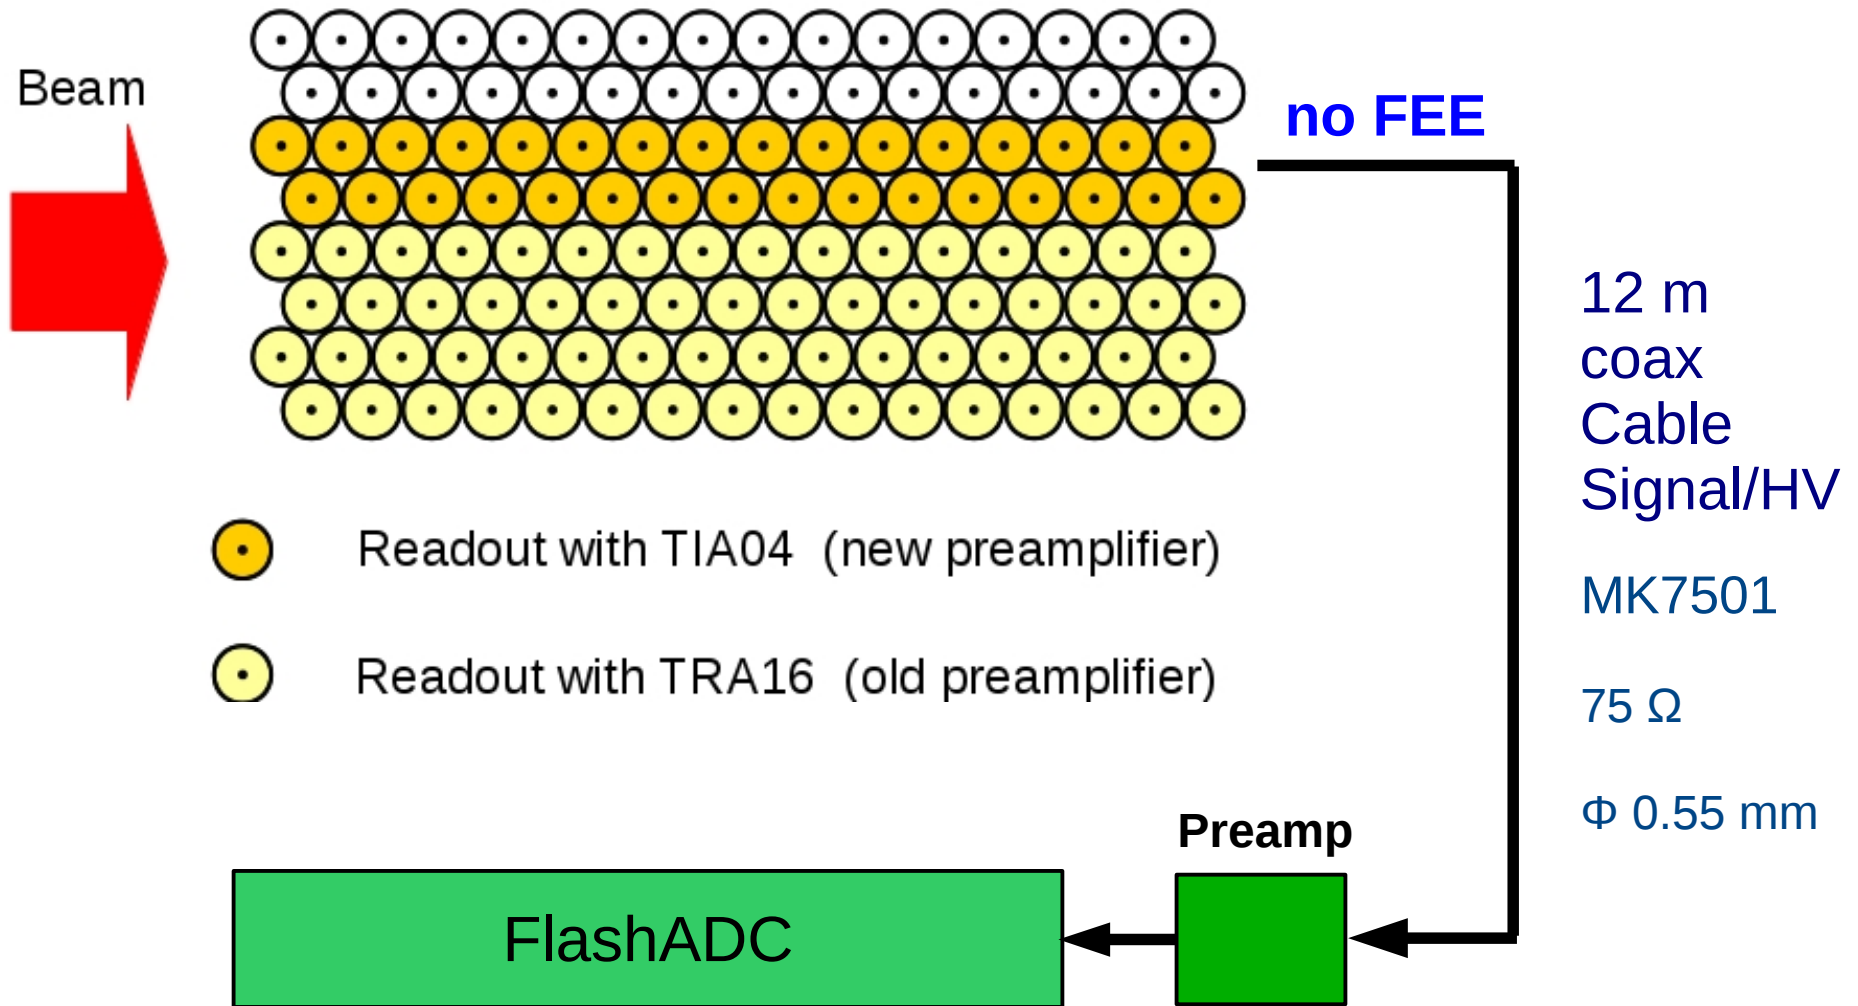 Beam
no FEE
12 m
coax
Cable
Signal/HV
MK7501
75 Ω
Φ 0.55 mm
Readout with TIA04 (new preamplifier)
Readout with TRA16 (old preamplifier)
Preamp
FlashADC